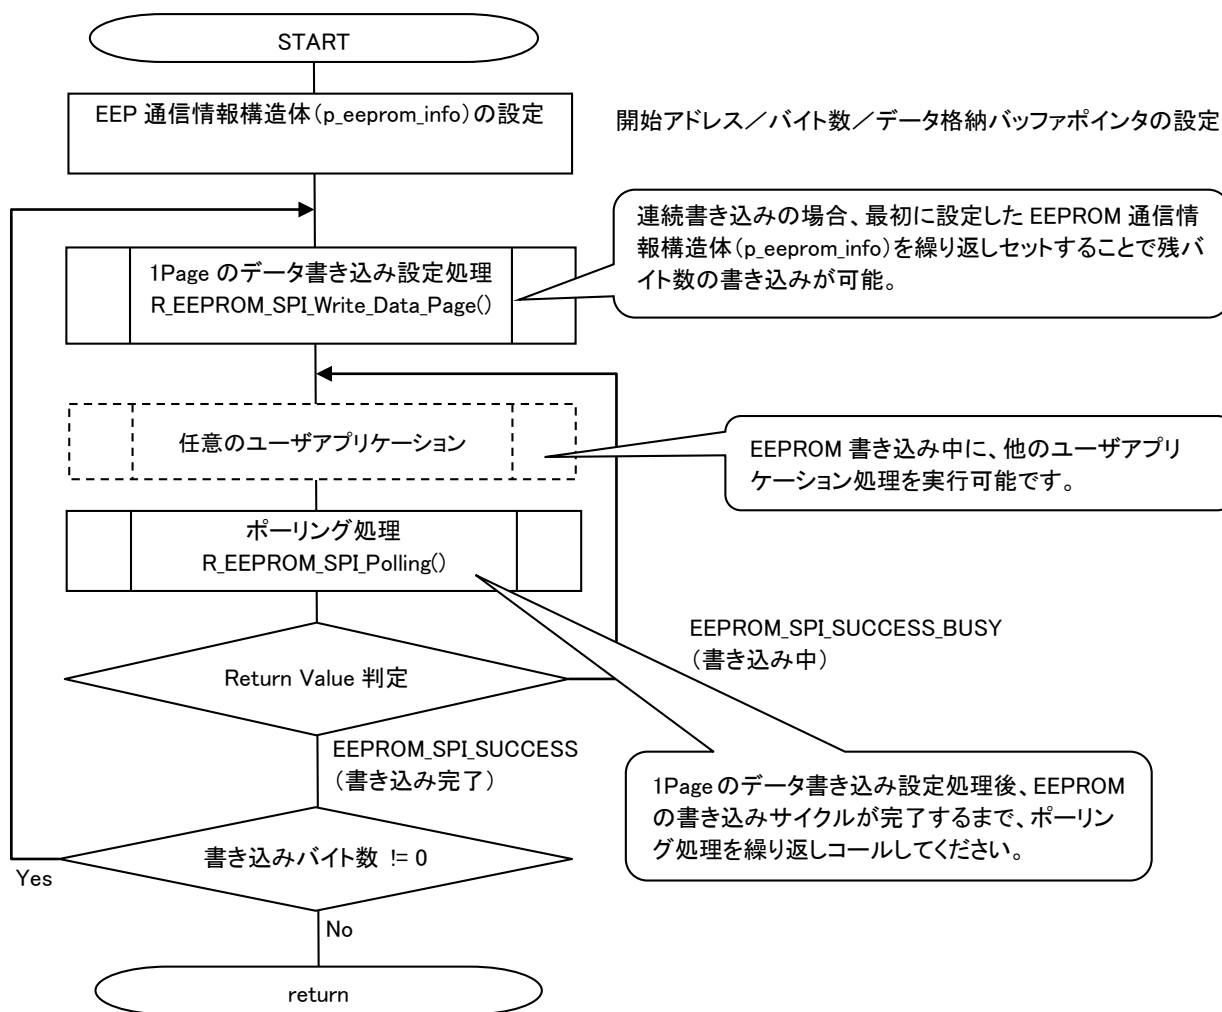 START
EEP 通信情報構造体(p_eeprom_info)の設定
開始アドレス／バイト数／データ格納バッファポインタの設定
連続書き込みの場合、最初に設定した EEPROM 通信情
報構造体(p_eeprom_info)を繰り返しセットすることで残バ
イト数の書き込みが可能。
1Page のデータ書き込み設定処理
R_EEPROM_SPI_Write_Data_Page()
任意のユーザアプリケーション
EEPROM 書き込み中に、他のユーザアプリ
ケーション処理を実行可能です。
ポーリング処理
R_EEPROM_SPI_Polling()
EEPROM_SPI_SUCCESS_BUSY
（書き込み中）
Return Value 判定
EEPROM_SPI_SUCCESS
（書き込み完了）
1Page のデータ書き込み設定処理後、EEPROM
の書き込みサイクルが完了するまで、ポーリン
グ処理を繰り返しコールしてください。
書き込みバイト数 != 0
Yes
No
return